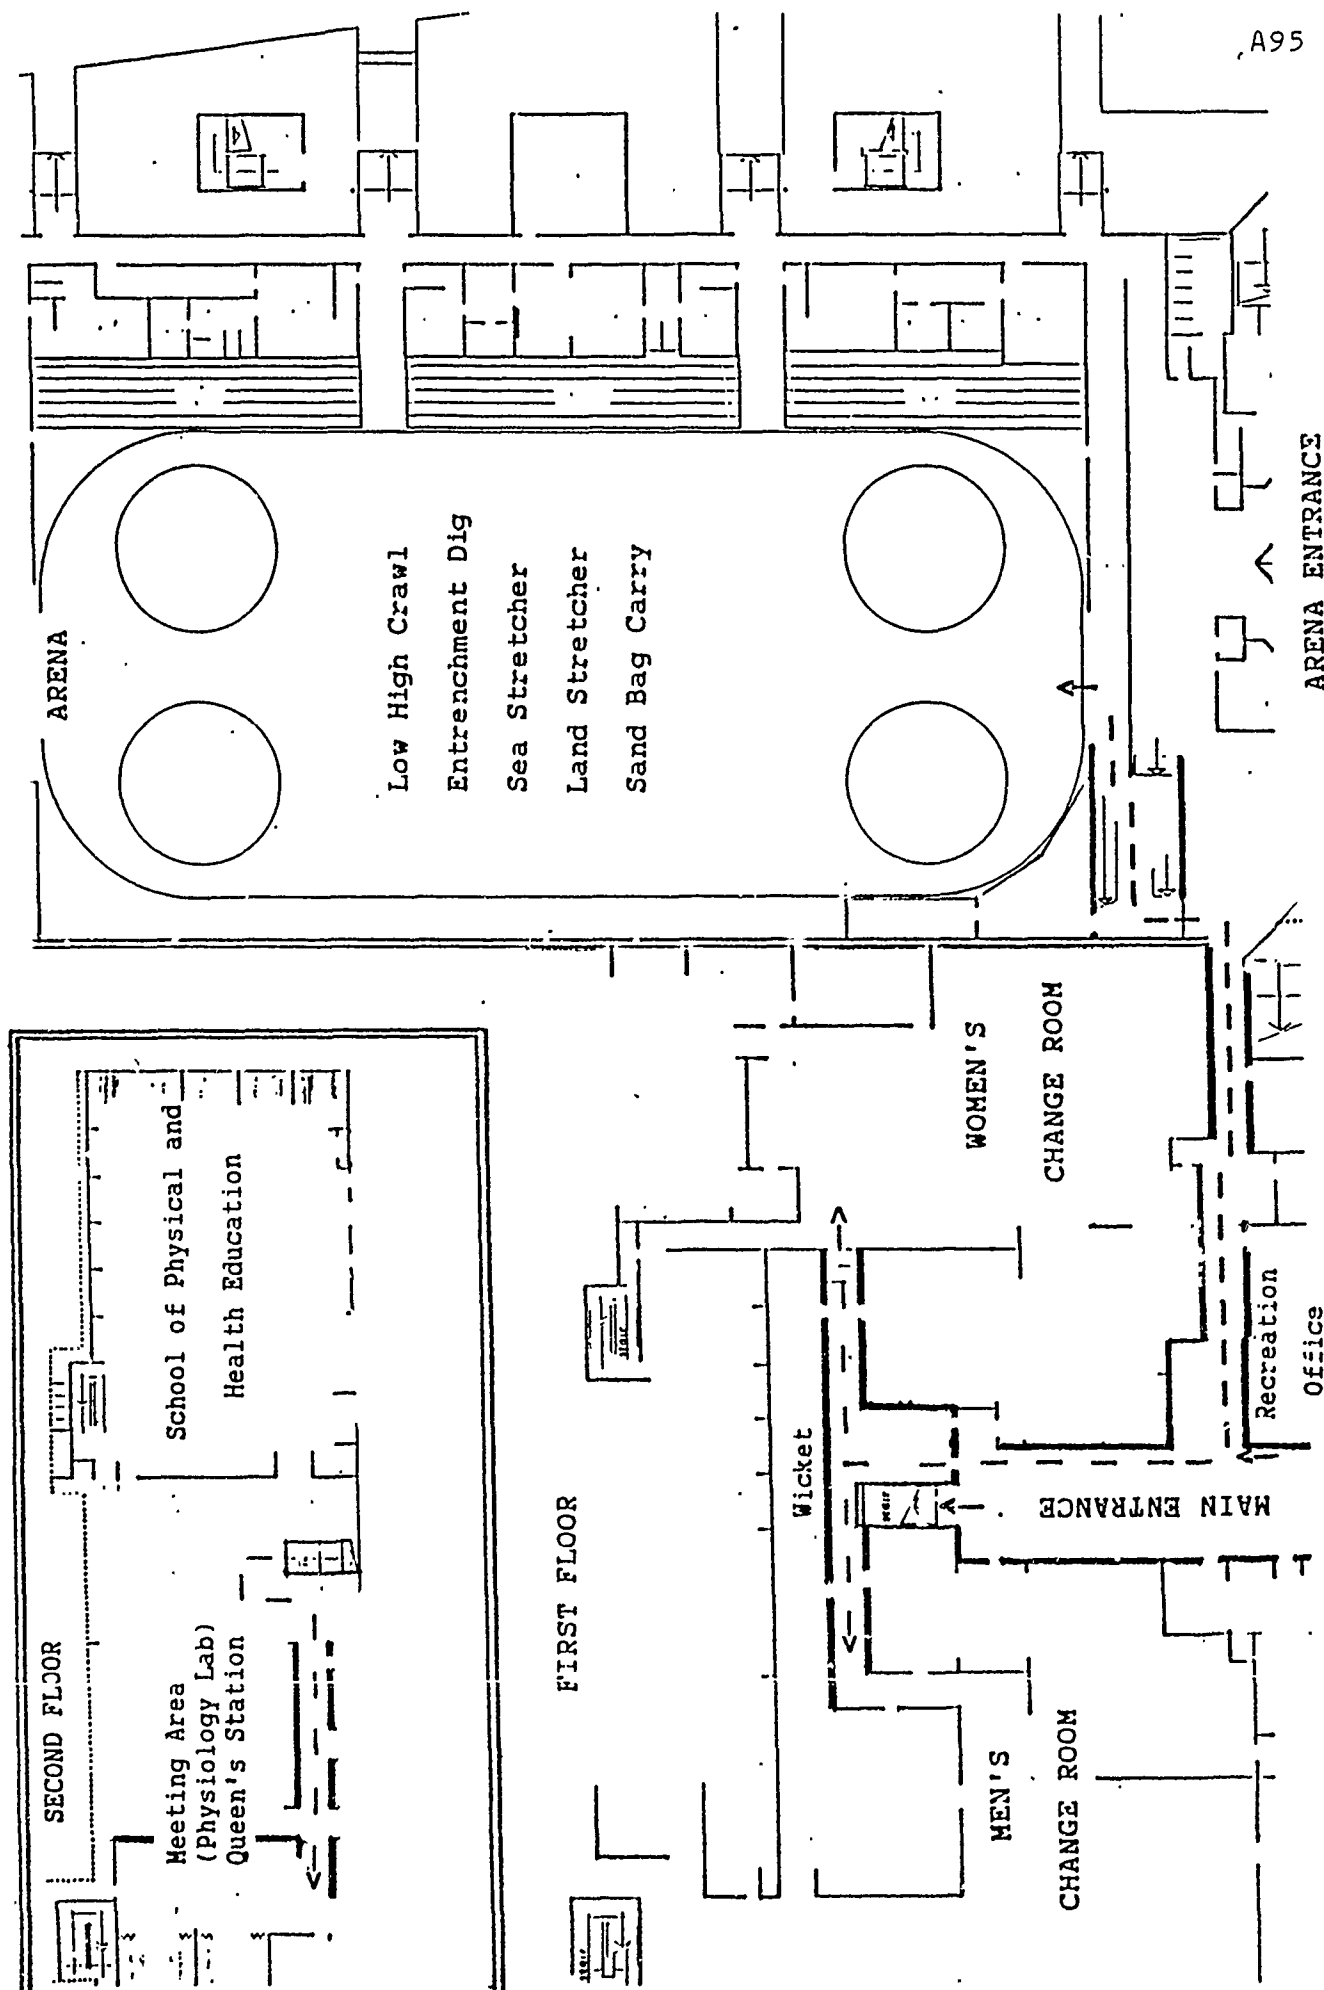 A95
SECOND FLOOR
School of Physical and
Health Education
Meeting Area
(Physiology Lab)
Queen's Station
ARENA
Low High Crawl
Entrenchment Dig
Sea Stretcher
Land Stretcher
Sand Bag Carry
FIRST FLOOR
Wicket
WOMEN'S
CHANGE ROOM
MEN'S
CHANGE ROOM
MAIN ENTRANCE
Recreation
Office
ARENA ENTRANCE